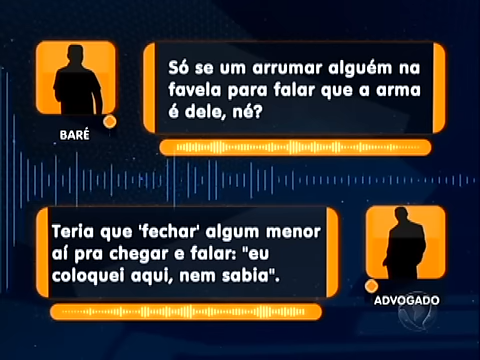 Só se um arrumar alguém na
favela para falar que a arma
é dele, né?
BARÉ
Teria que 'fechar' algum menor
aí pra chegar e falar: "eu
coloquei aqui, nem sabia".
ADVOGADO